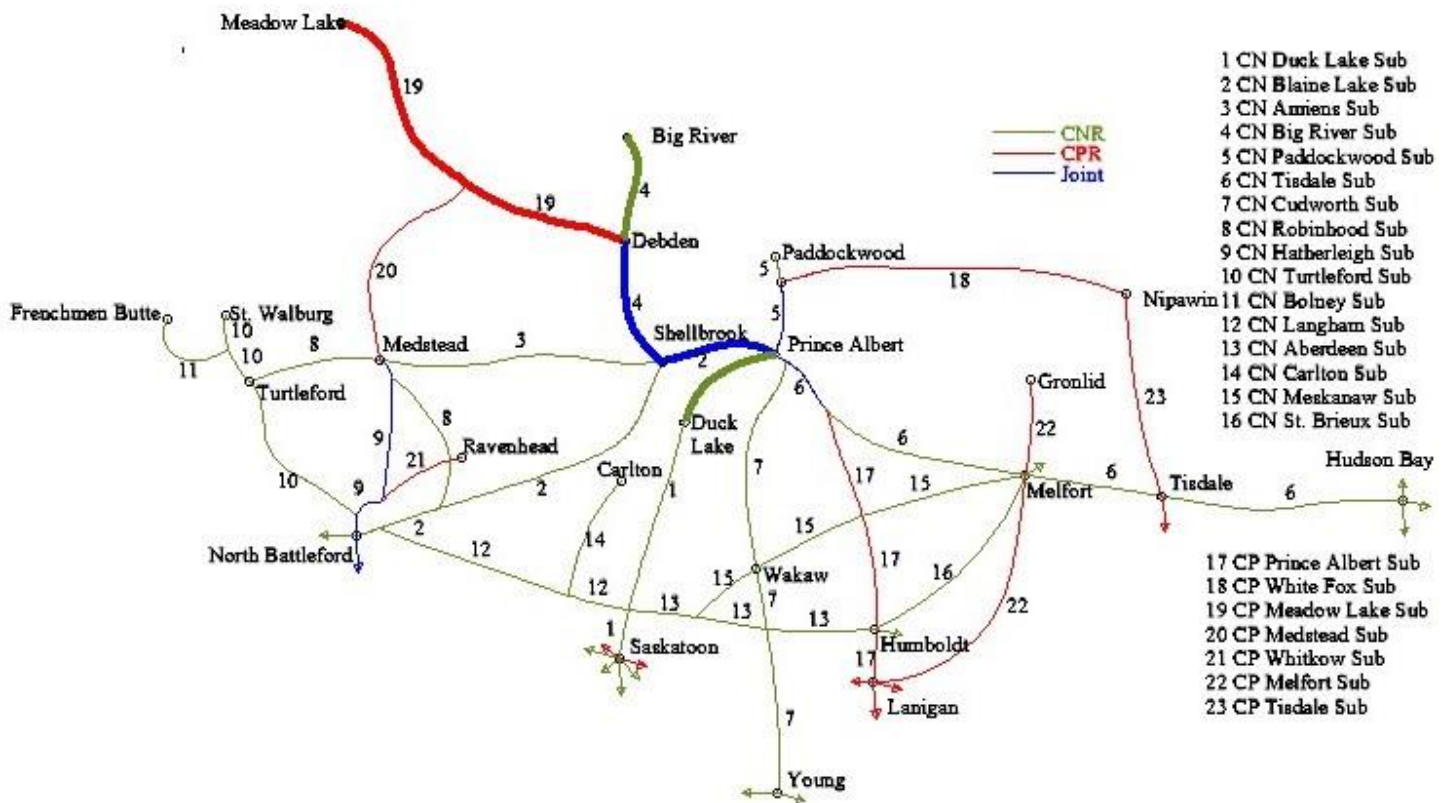 Meadow Lake
19
Big River
4
19
Debden
20
4
Paddockwood
5
18
Nipawin
5
Frenchmen Butte
St. Walburg
10
10
8
11
Turtleford
Medstead
3
Shellbrook
2
Prince Albert
6
Gronlid
23
22
9
8
Ravenhead
21
Duck
Lake
7
6
Carlton
17
15
Melfort
6
Tisdale
6
Hudson Bay
10
9
2
1
2
North Battleford
12
14
15
12
15
Wakaw
7
13
13
13
17
16
22
1
Saskatoon
Humboldt
17
Lanigan
7
Young
CNR
CPR
Joint
1 CN Duck Lake Sub
2 CN Blaine Lake Sub
3 CN Amiens Sub
4 CN Big River Sub
5 CN Paddockwood Sub
6 CN Tisdale Sub
7 CN Cudworth Sub
8 CN Robinhood Sub
9 CN Hatherleigh Sub
10 CN Turtleford Sub
11 CN Bolney Sub
12 CN Langham Sub
13 CN Aberdeen Sub
14 CN Carlton Sub
15 CN Meskanaw Sub
16 CN St. Brieux Sub
17 CP Prince Albert Sub
18 CP White Fox Sub
19 CP Meadow Lake Sub
20 CP Medstead Sub
21 CP Whitkow Sub
22 CP Melfort Sub
23 CP Tisdale Sub